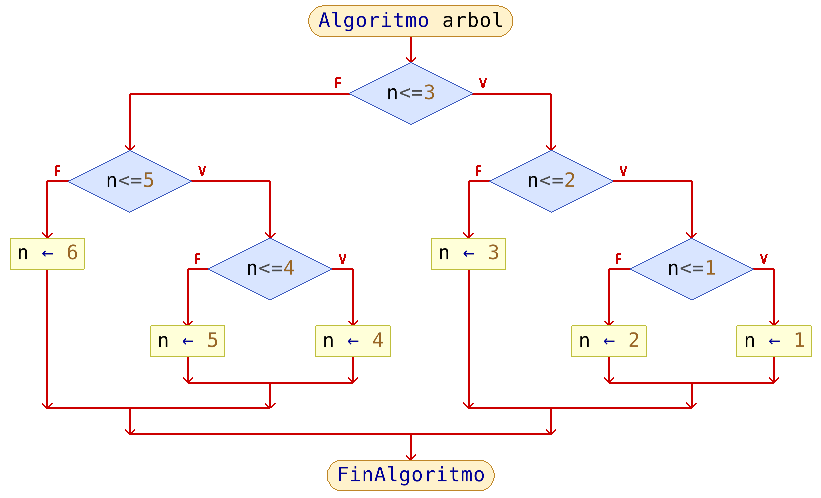 Algoritmo arbol
F
n<=3
V
F
n<=5
V
F
n<=2
V
n ← 6
F
n<=4
V
n ← 3
F
n<=1
V
n ← 5
n ← 4
n ← 2
n ← 1
FinAlgoritmo